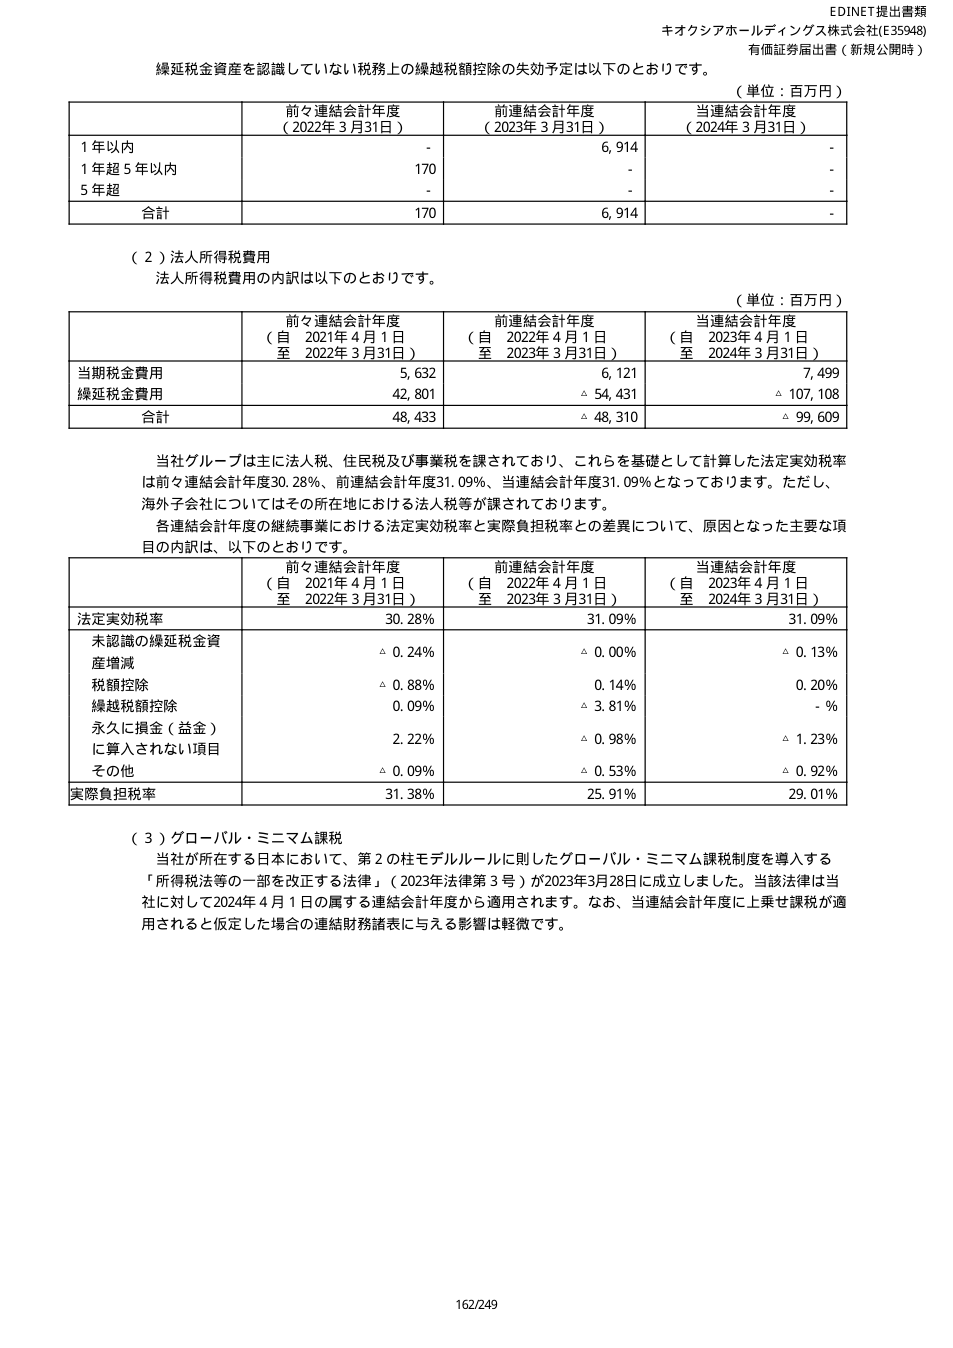 EDINET提出書類
キオクシアホールディングス株式会社(E35948)
有価証券届出書（新規公開時）
繰延税金資産を認識していない税務上の繰越税額控除の失効予定は以下のとおりです。
（単位：百万円）
前々連結会計年度 前連結会計年度 当連結会計年度
（2022年３月31日） （2023年３月31日） （2024年３月31日）
１年以内 - 6,914 -
１年超５年以内 170 - -
５年超 - - -
合計 170 6,914 -
（２）法人所得税費用
法人所得税費用の内訳は以下のとおりです。
（単位：百万円）
前々連結会計年度 前連結会計年度 当連結会計年度
（自　2021年４月１日 （自　2022年４月１日 （自　2023年４月１日
至　2022年３月31日） 至　2023年３月31日） 至　2024年３月31日）
当期税金費用 5,632 6,121 7,499
繰延税金費用 42,801 △ 54,431 △ 107,108
合計 48,433 △ 48,310 △ 99,609
当社グループは主に法人税、住民税及び事業税を課されており、これらを基礎として計算した法定実効税率
は前々連結会計年度30.28％、前連結会計年度31.09％、当連結会計年度31.09％となっております。ただし、
海外子会社についてはその所在地における法人税等が課されております。
各連結会計年度の継続事業における法定実効税率と実際負担税率との差異について、原因となった主要な項
目の内訳は、以下のとおりです。
前々連結会計年度 前連結会計年度 当連結会計年度
（自　2021年４月１日 （自　2022年４月１日 （自　2023年４月１日
至　2022年３月31日） 至　2023年３月31日） 至　2024年３月31日）
法定実効税率 30.28% 31.09% 31.09%
未認識の繰延税金資
産増減 △ 0.24% △ 0.00% △ 0.13%
税額控除 △ 0.88% 0.14% 0.20%
繰越税額控除 0.09% △ 3.81% - %
永久に損金（益金）
に算入されない項目 2.22% △ 0.98% △ 1.23%
その他 △ 0.09% △ 0.53% △ 0.92%
実際負担税率 31.38% 25.91% 29.01%
（３）グローバル・ミニマム課税
当社が所在する日本において、第２の柱モデルルールに則したグローバル・ミニマム課税制度を導入する
「所得税法等の一部を改正する法律」（2023年法律第３号）が2023年3月28日に成立しました。当該法律は当
社に対して2024年４月１日の属する連結会計年度から適用されます。なお、当連結会計年度に上乗せ課税が適
用されると仮定した場合の連結財務諸表に与える影響は軽微です。
162/249